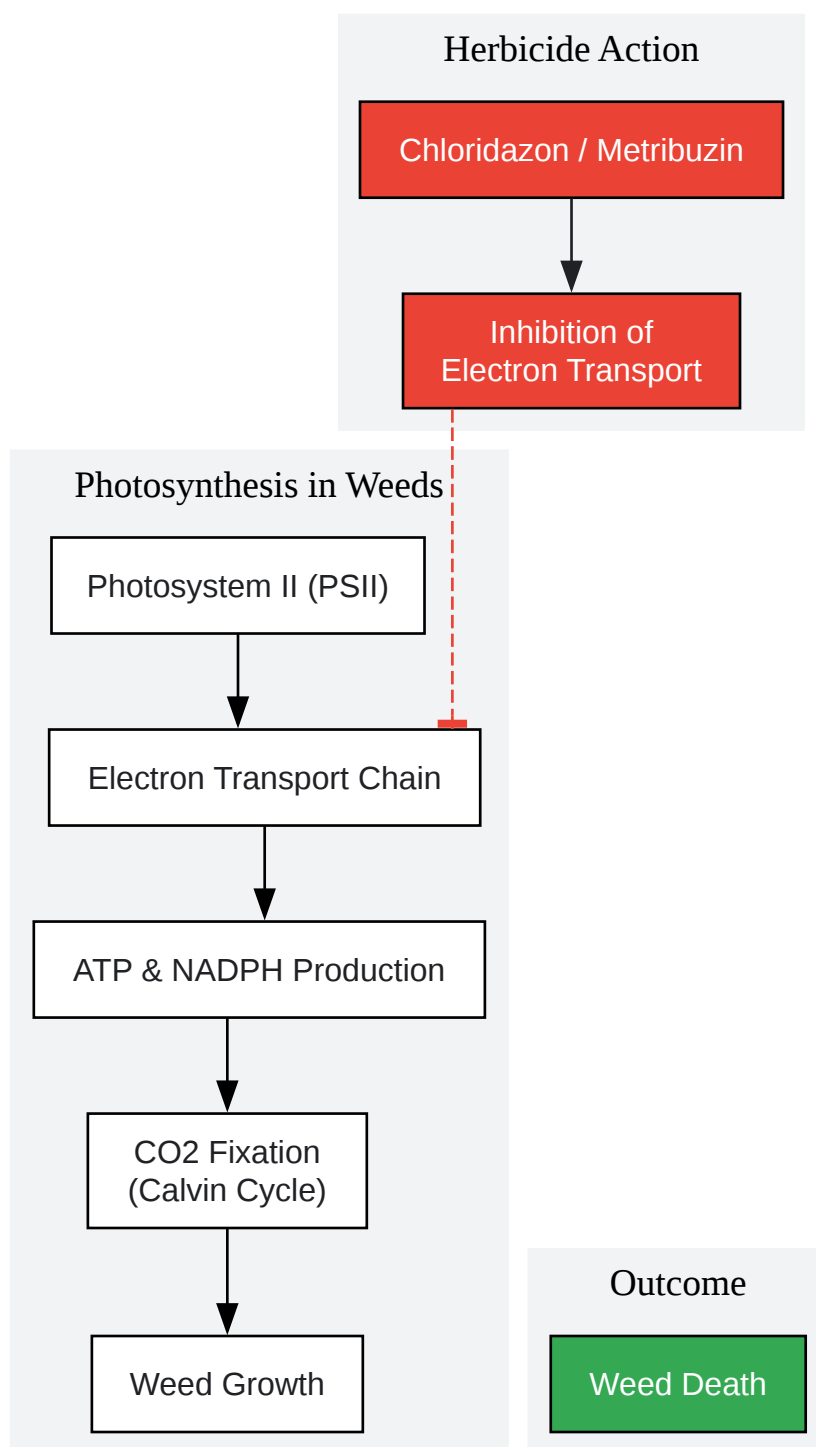 Herbicide Action
Chloridazon / Metribuzin
Inhibition of
Electron Transport
Photosynthesis in Weeds
Photosystem II (PSII)
Electron Transport Chain
ATP & NADPH Production
CO2 Fixation
(Calvin Cycle)
Weed Growth
Outcome
Weed Death